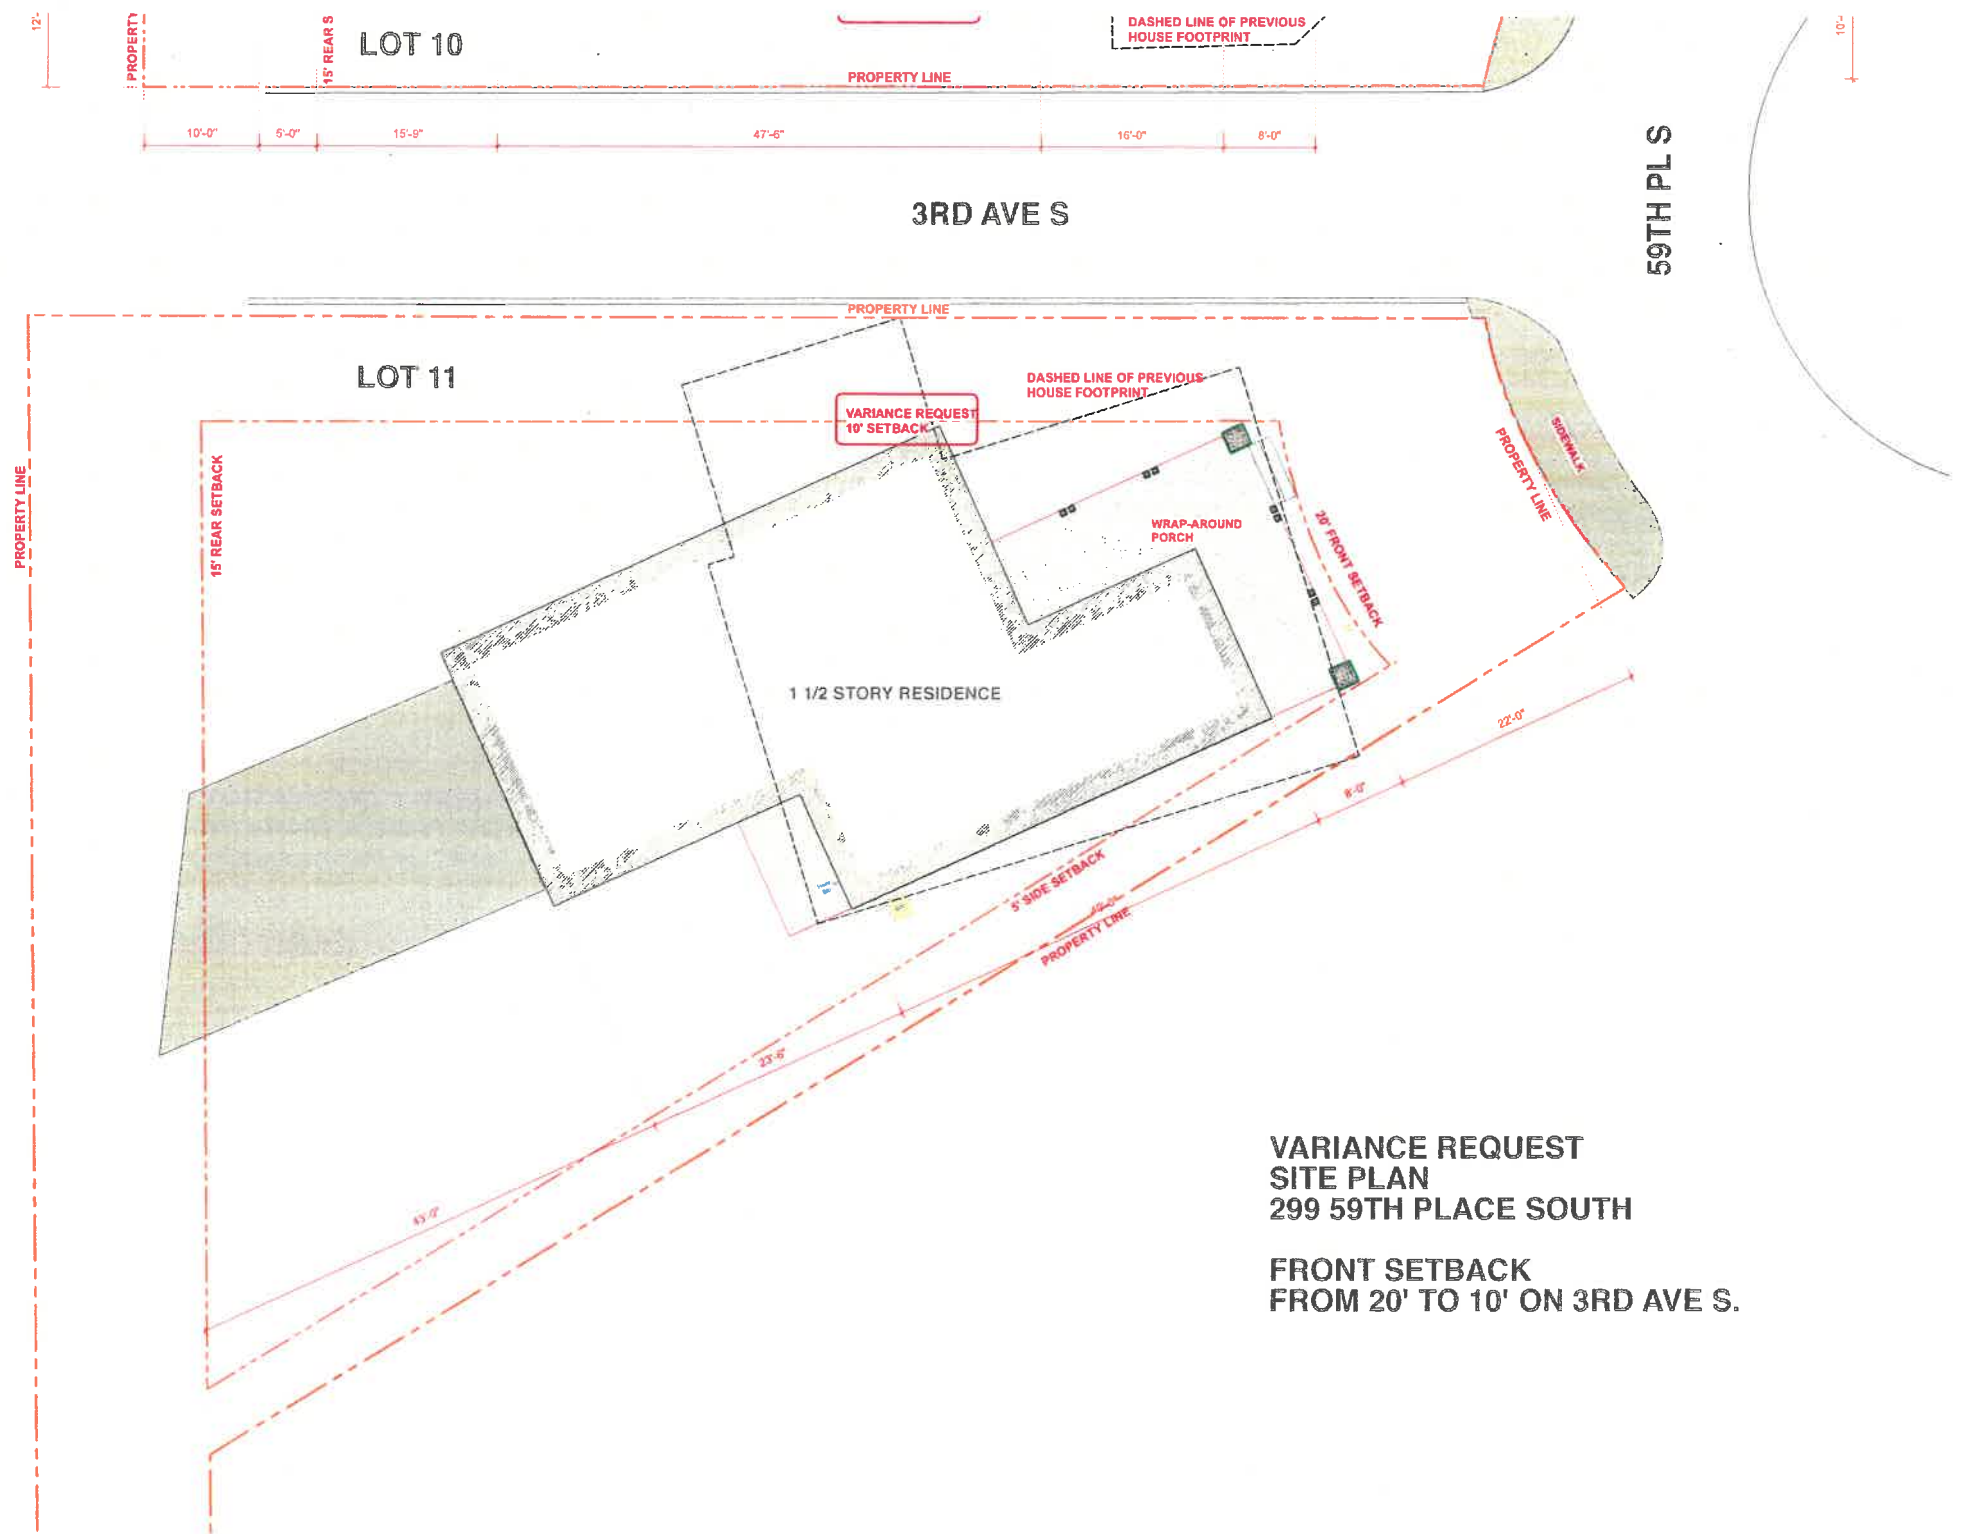 12'-
PROPERTY
15' REAR S
LOT 10
DASHED LINE OF PREVIOUS
HOUSE FOOTPRINT
10'-
PROPERTY LINE
10'-0"
5'-0"
15'-9"
47'-6"
16'-0"
8'-0"
3RD AVE S
59TH PL S
PROPERTY LINE
LOT 11
DASHED LINE OF PREVIOUS
HOUSE FOOTPRINT
VARIANCE REQUEST
10' SETBACK
PROPERTY LINE
15' REAR SETBACK
SIDEWALK
PROPERTY LINE
WRAP-AROUND
PORCH
20' FRONT SETBACK
1 1/2 STORY RESIDENCE
22'-0"
8'-0"
5' SIDE SETBACK
PROPERTY LINE
23'-6"
45'-0"
VARIANCE REQUEST
SITE PLAN
299 59TH PLACE SOUTH
FRONT SETBACK
FROM 20' TO 10' ON 3RD AVE S.